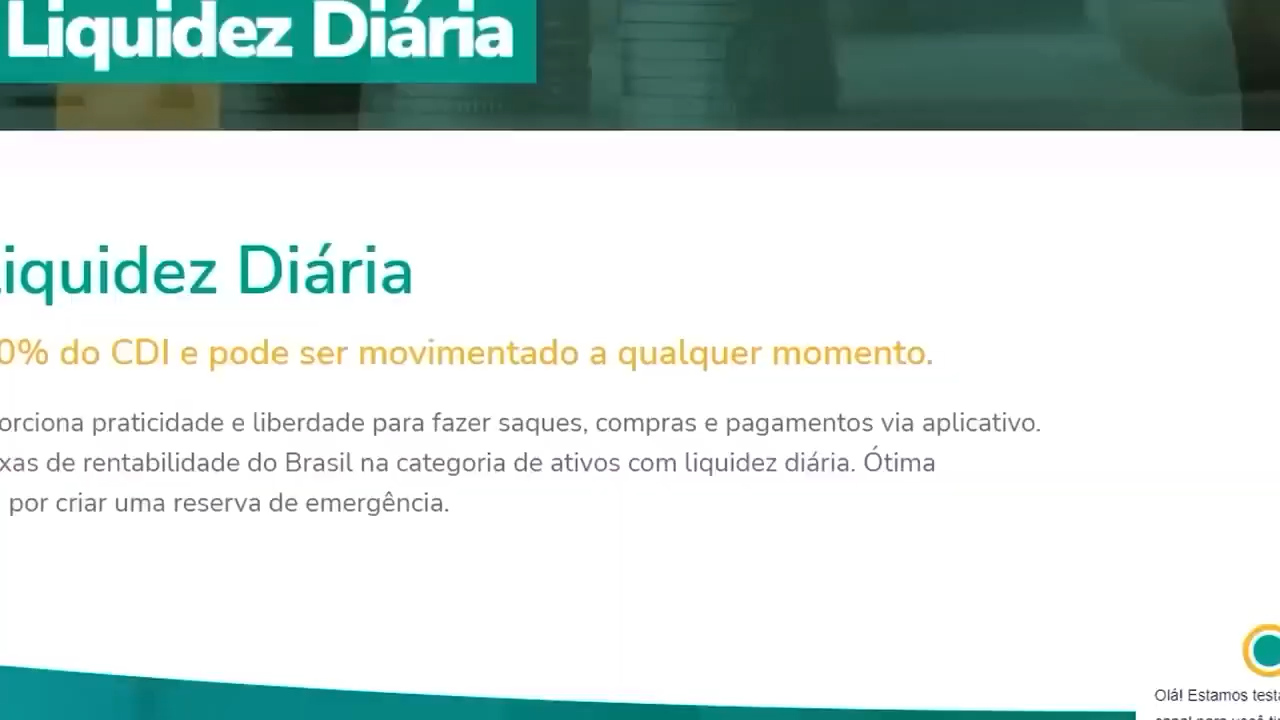 Liquidez Diária
Liquidez Diária
0% do CDI e pode ser movimentado a qualquer momento.
orciona praticidade e liberdade para fazer saques, compras e pagamentos via aplicativo.
xas de rentabilidade do Brasil na categoria de ativos com liquidez diária. Ótima
por criar uma reserva de emergência.
Olá! Estamos testa